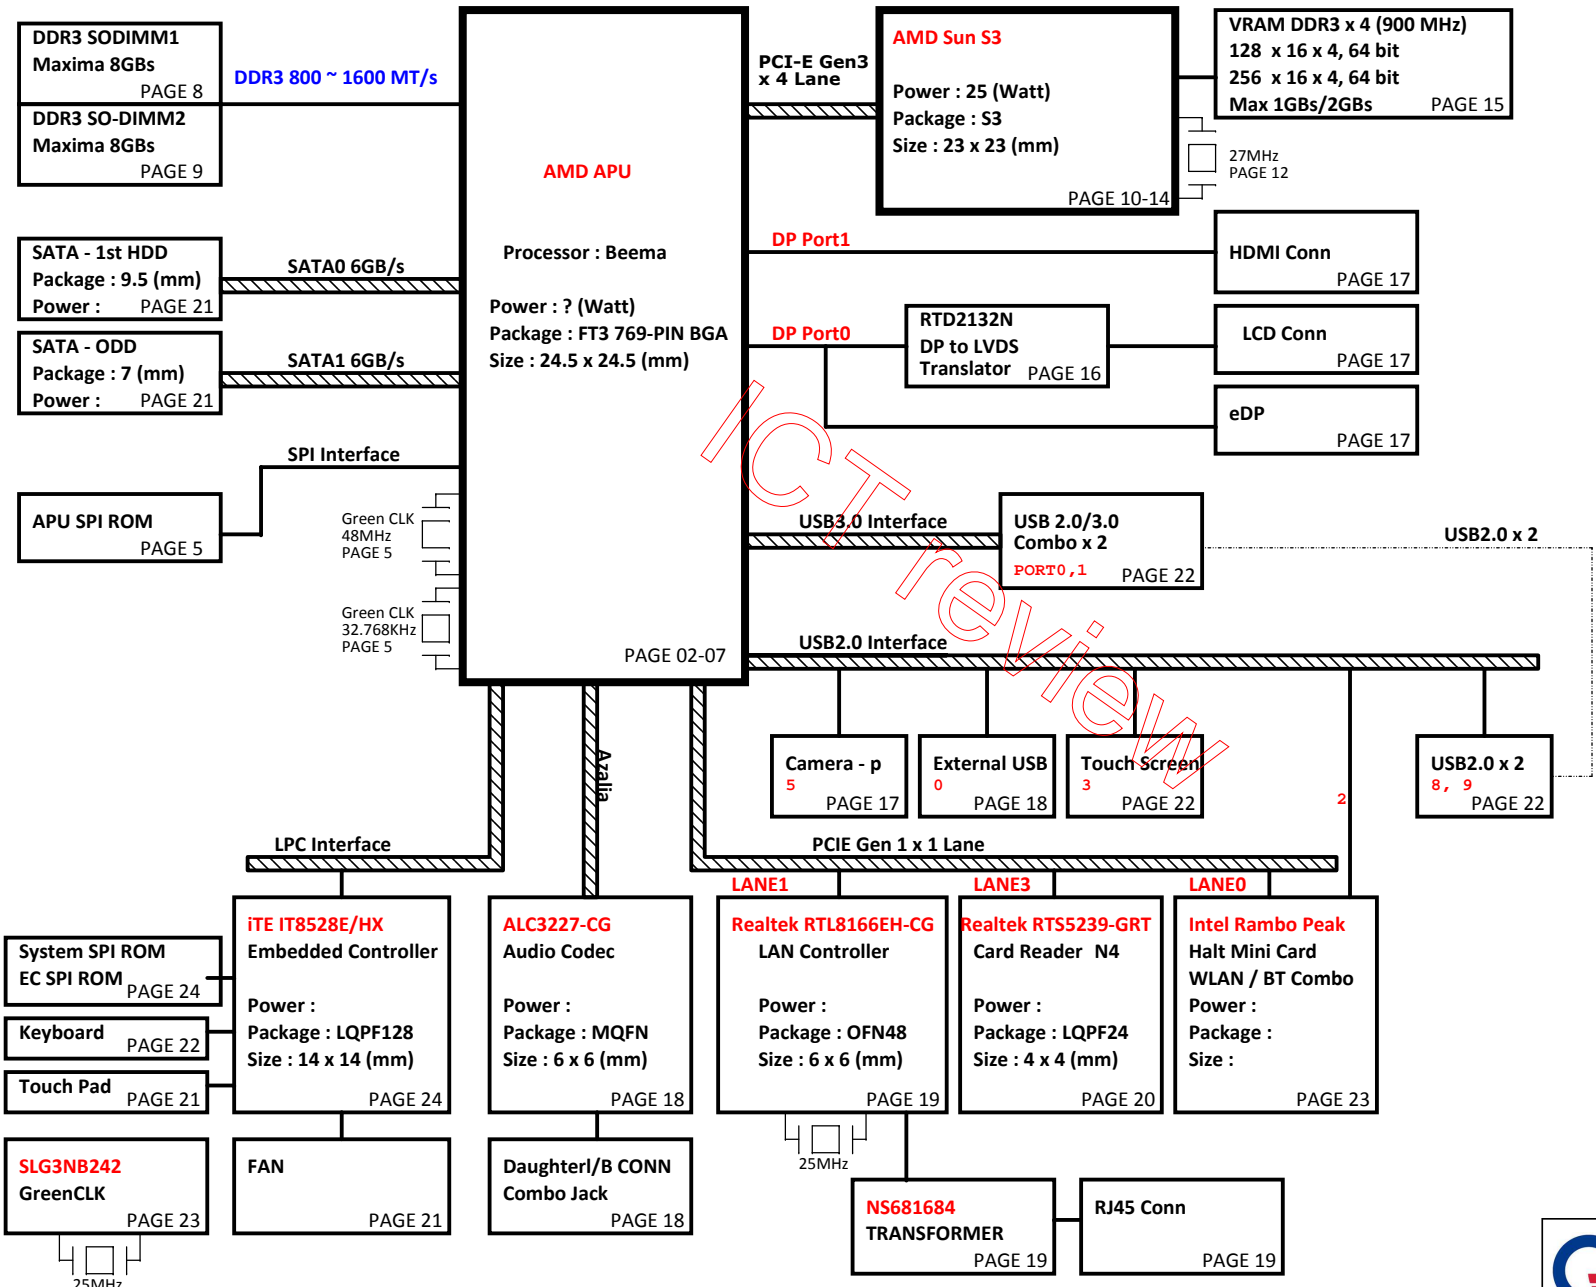 DDR3 SODIMM1
Maxima 8GBs
PAGE 8
DDR3 SO-DIMM2
Maxima 8GBs
PAGE 9
DDR3 800 ~ 1600 MT/s
SATA - 1st HDD
Package : 9.5 (mm)
Power : PAGE 21
SATA0 6GB/s
SATA - ODD
Package : 7 (mm)
Power : PAGE 21
SATA1 6GB/s
SPI Interface
APU SPI ROM
PAGE 5
Green CLK
48MHz
PAGE 5
Green CLK
32.768KHz
PAGE 5
AMD APU
Processor : Beema
Power : ? (Watt)
Package : FT3 769-PIN BGA
Size : 24.5 x 24.5 (mm)
PAGE 02-07
PCI-E Gen3
x 4 Lane
AMD Sun S3
Power : 25 (Watt)
Package : S3
Size : 23 x 23 (mm)
PAGE 10-14
VRAM DDR3 x 4 (900 MHz)
128 x 16 x 4, 64 bit
256 x 16 x 4, 64 bit
Max 1GBs/2GBs PAGE 15
27MHz
PAGE 12
DP Port1
HDMI Conn
PAGE 17
DP Port0
RTD2132N
DP to LVDS
Translator PAGE 16
LCD Conn
PAGE 17
eDP
PAGE 17
ICT review
USB3.0 Interface
USB 2.0/3.0
Combo x 2
PORT0,1 PAGE 22
USB2.0 x 2
USB2.0 Interface
Camera - p
5
PAGE 17
External USB
0
PAGE 18
Touch Screen
3
PAGE 22
2
USB2.0 x 2
8, 9
PAGE 22
Azalia
LPC Interface
PCIE Gen 1 x 1 Lane
LANE1
LANE3
LANE0
System SPI ROM
EC SPI ROM PAGE 24
Keyboard
PAGE 22
Touch Pad
PAGE 21
iTE IT8528E/HX
Embedded Controller
Power :
Package : LQPF128
Size : 14 x 14 (mm)
PAGE 24
ALC3227-CG
Audio Codec
Power :
Package : MQFN
Size : 6 x 6 (mm)
PAGE 18
Realtek RTL8166EH-CG
LAN Controller
Power :
Package : OFN48
Size : 6 x 6 (mm)
PAGE 19
Realtek RTS5239-GRT
Card Reader N4
Power :
Package : LQPF24
Size : 4 x 4 (mm)
PAGE 20
Intel Rambo Peak
Halt Mini Card
WLAN / BT Combo
Power :
Package :
Size :
PAGE 23
SLG3NB242
GreenCLK
PAGE 23
25MHz
FAN
PAGE 21
Daughterl/B CONN
Combo Jack
PAGE 18
25MHz
NS681684
TRANSFORMER
PAGE 19
RJ45 Conn
PAGE 19